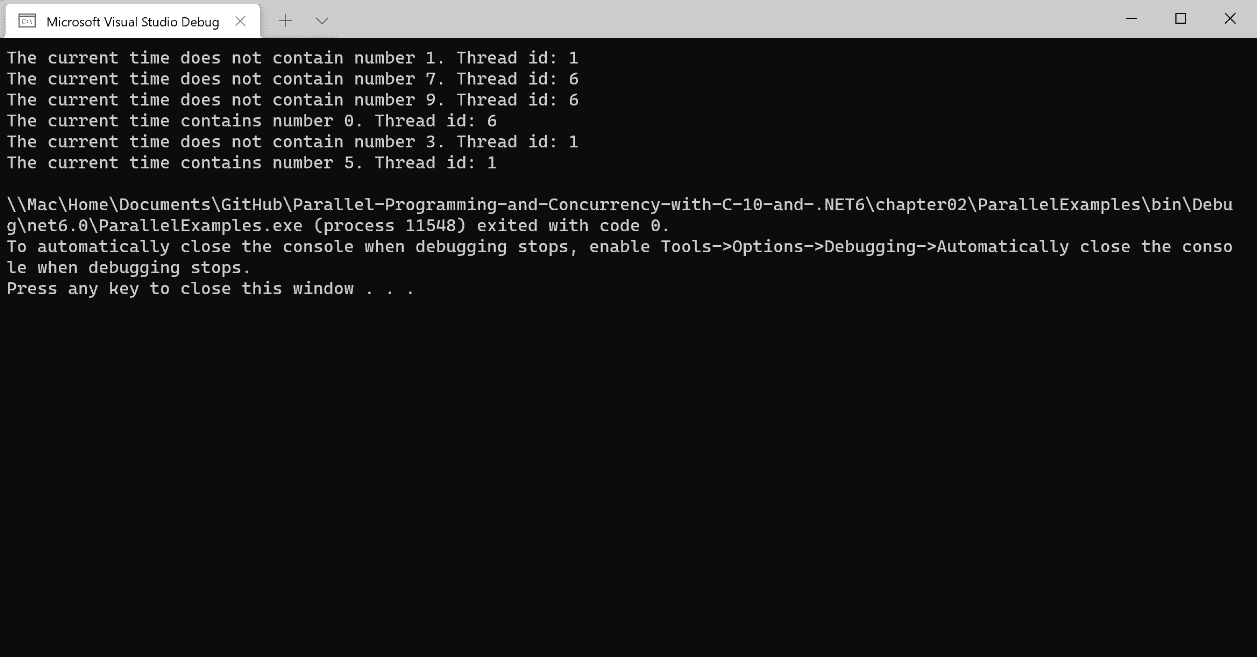 Microsoft Visual Studio Debug
The current time does not contain number 1. Thread id: 1
The current time does not contain number 7. Thread id: 6
The current time does not contain number 9. Thread id: 6
The current time contains number 0. Thread id: 6
The current time does not contain number 3. Thread id: 1
The current time contains number 5. Thread id: 1
\\Mac\Home\Documents\GitHub\Parallel-Programming-and-Concurrency-with-C-10-and-.NET6\chapter02\ParallelExamples\bin\Debu
g\net6.0\ParallelExamples.exe (process 11548) exited with code 0.
To automatically close the console when debugging stops, enable Tools->Options->Debugging->Automatically close the conso
le when debugging stops.
Press any key to close this window . . .